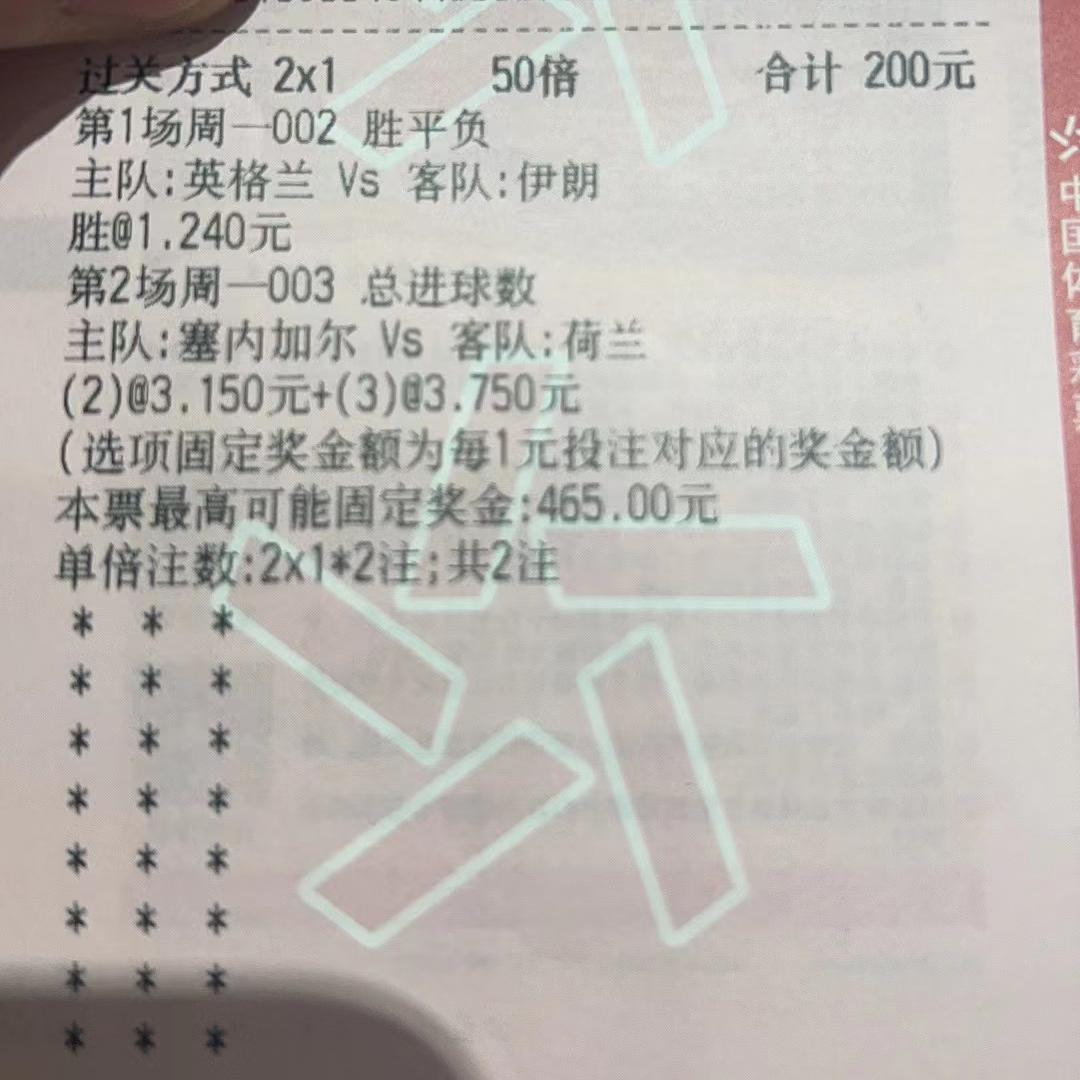 过关方式 2x1 50倍 合计 200元
第1场周一002 胜平负
主队:英格兰 Vs 客队:伊朗
胜@1.240元
第2场周一003 总进球数
主队:塞内加尔 Vs 客队:荷兰
(2)@3.150元+(3)@3.750元
(选项固定奖金额为每1元投注对应的奖金额)
本票最高可能固定奖金:465.00元
单倍注数:2x1*2注;共2注
* * *
* * *
* * *
* * *
* * *
* * *
* * *
* * *
中国体育彩票